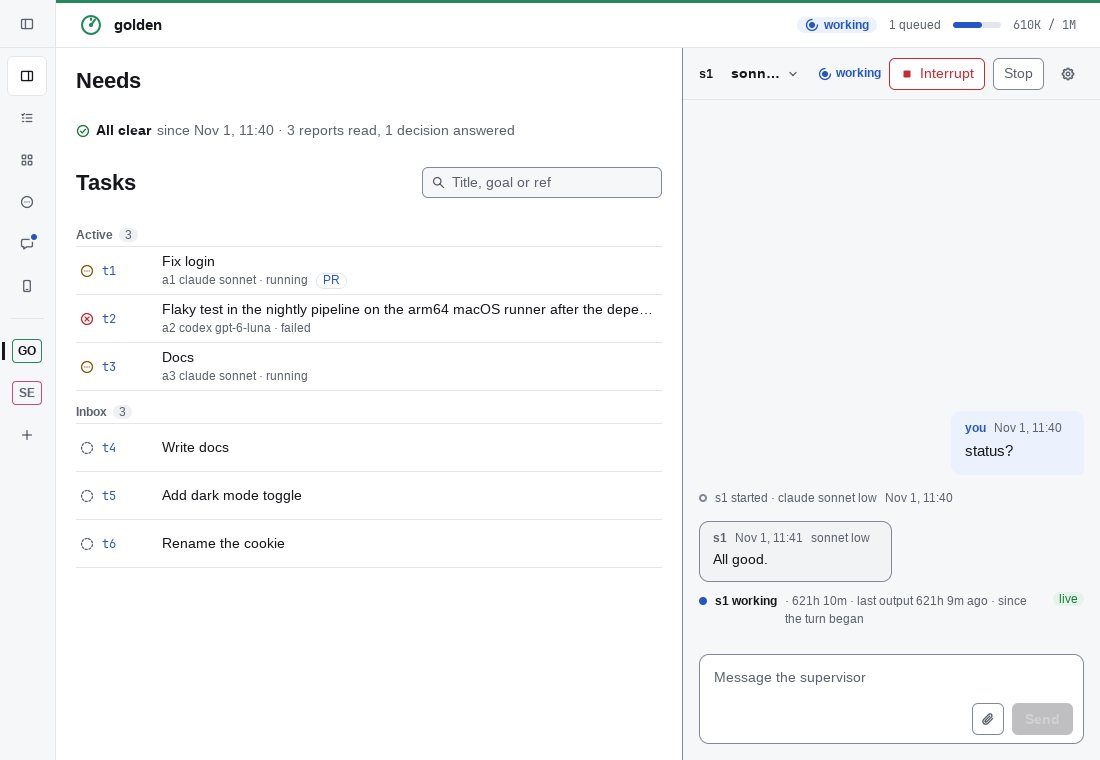 golden
working
1 queued
610K / 1M
Needs
All clear since Nov 1, 11:40 · 3 reports read, 1 decision answered
Tasks
Title, goal or ref
Active 3
t1
Fix login
a1 claude sonnet · running PR
t2
Flaky test in the nightly pipeline on the arm64 macOS runner after the depe…
a2 codex gpt-6-luna · failed
t3
Docs
a3 claude sonnet · running
Inbox 3
t4 Write docs
t5 Add dark mode toggle
t6 Rename the cookie
GO
SE
s1 sonn… working Interrupt Stop
you Nov 1, 11:40
status?
s1 started · claude sonnet low Nov 1, 11:40
s1 Nov 1, 11:41 sonnet low
All good.
s1 working · 621h 10m · last output 621h 9m ago · since
the turn began
live
Message the supervisor
Send